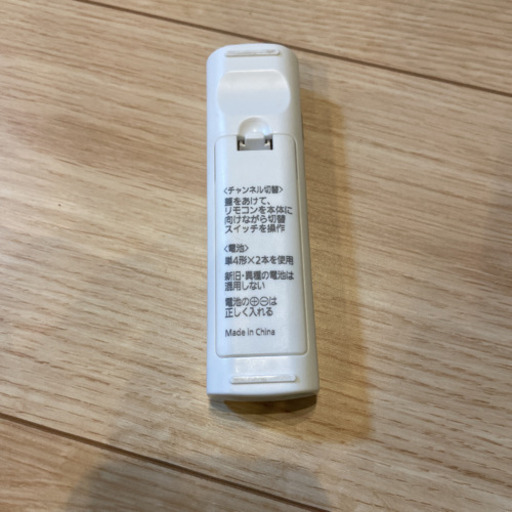 <チャンネル切替>
蓋をあけて、
リモコンを本体に
向けながら切替
スイッチを操作
<電池>
単4形×2本を使用
新旧・異種の電池は
混用しない
電池の⊕⊖は
正しく入れる
Made in China